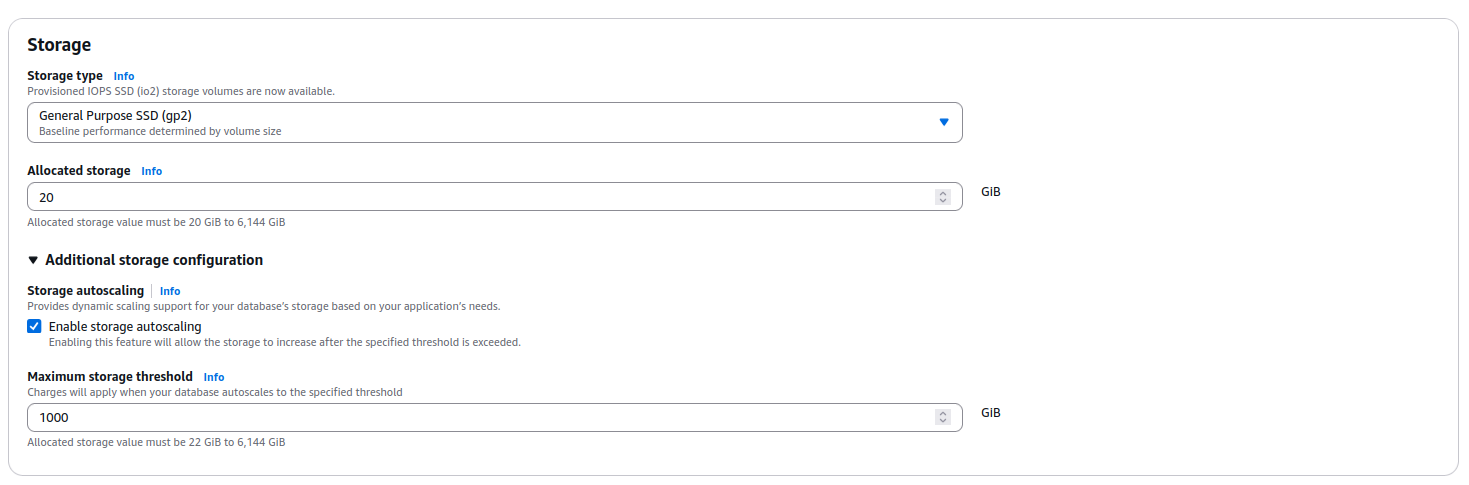 Storage
Storage type Info
Provisioned IOPS SSD (io2) storage volumes are now available.
General Purpose SSD (gp2)
Baseline performance determined by volume size
Allocated storage Info
20 GiB
Allocated storage value must be 20 GiB to 6,144 GiB
Additional storage configuration
Storage autoscaling Info
Provides dynamic scaling support for your database's storage based on your application's needs.
Enable storage autoscaling
Enabling this feature will allow the storage to increase after the specified threshold is exceeded.
Maximum storage threshold Info
Charges will apply when your database autoscales to the specified threshold
1000 GiB
Allocated storage value must be 22 GiB to 6,144 GiB